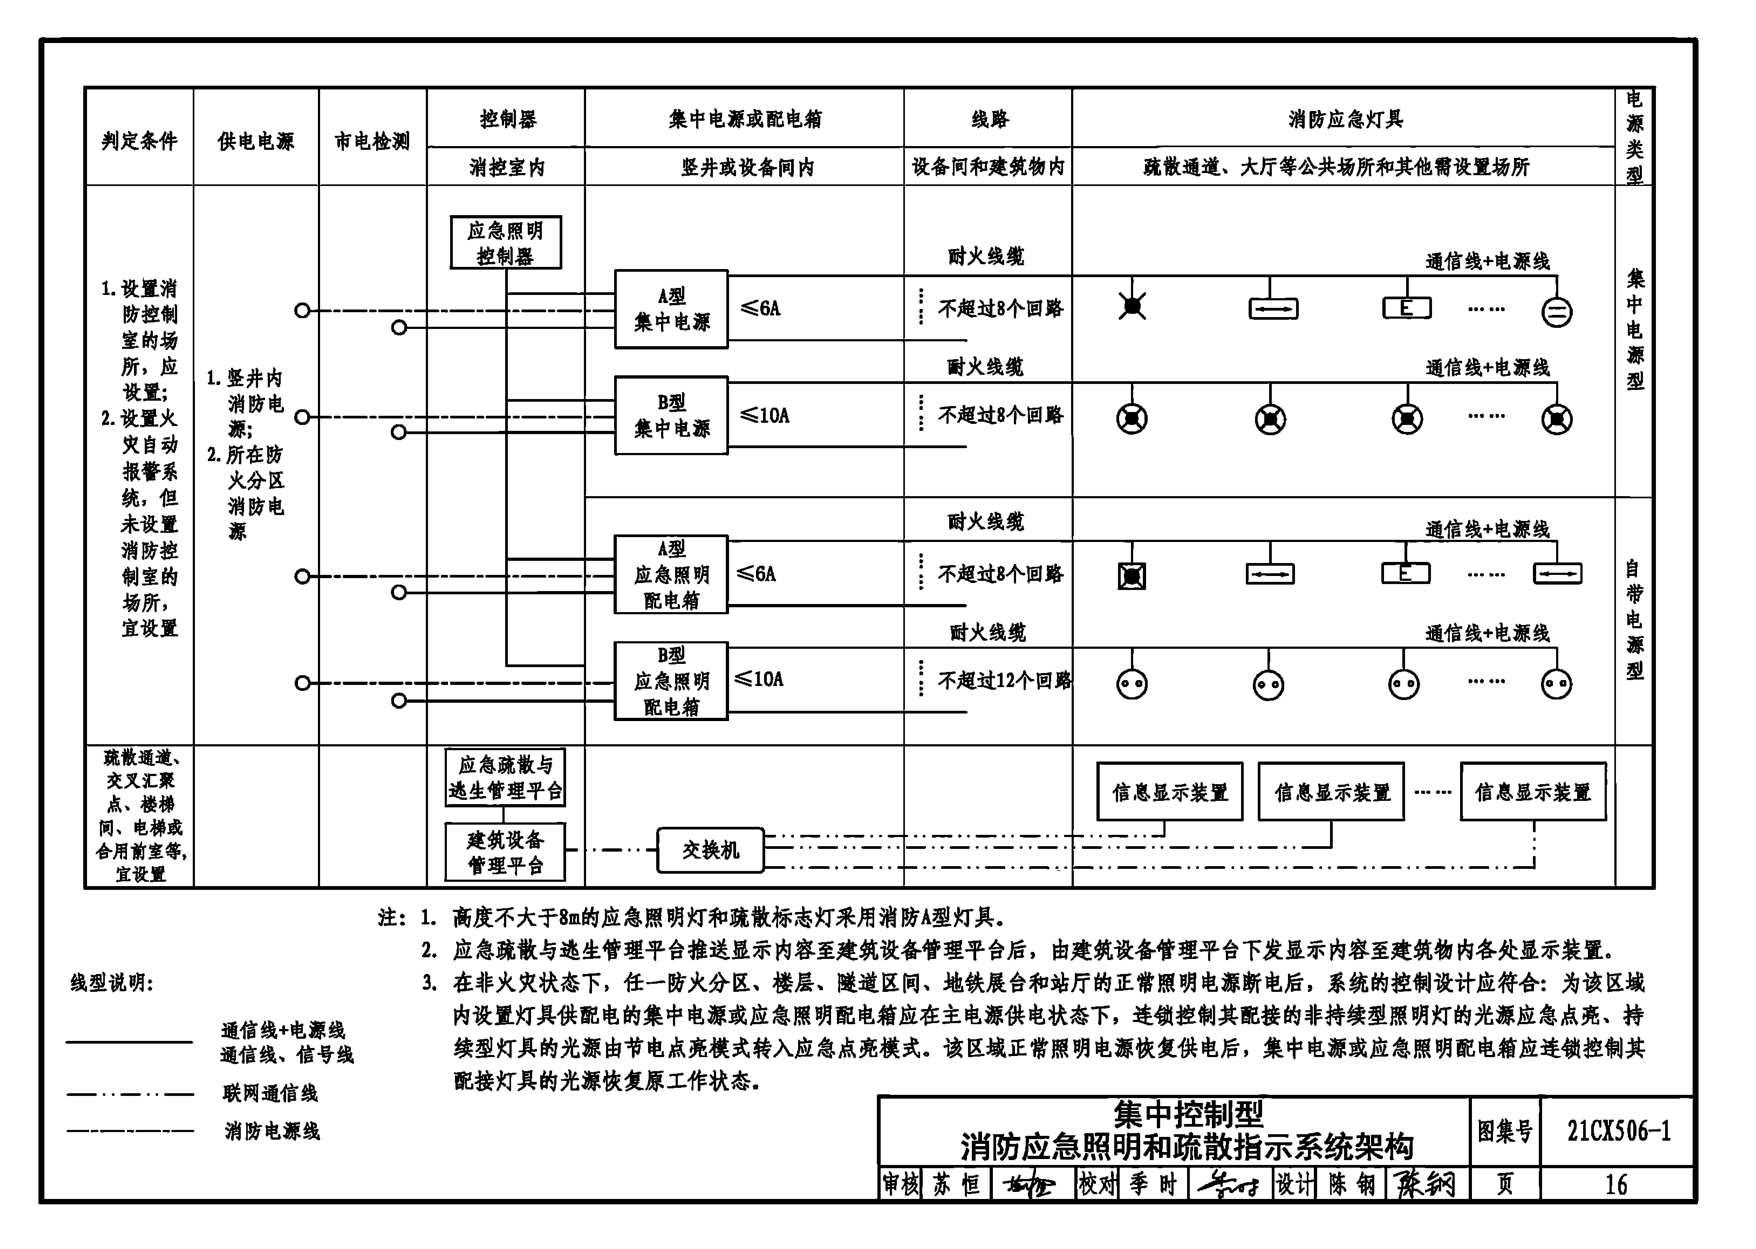 判定条件
供电电源
市电检测
控制器
集中电源或配电箱
线路
消防应急灯具
电
源
类
型
消控室内
竖井或设备间内
设备间和建筑物内
疏散通道、大厅等公共场所和其他需设置场所
1. 设置消
防控制
室的场
所，应
设置；
2. 设置火
灾自动
报警系
统，但
未设置
消防控
制室的
场所，
宜设置
1. 竖井内
消防电
源；
2. 所在防
火分区
消防电
源
应急照明
控制器
A型
集中电源
≤6A
耐火线缆
不超过8个回路
通信线+电源线
E
……
B型
集中电源
≤10A
耐火线缆
不超过8个回路
通信线+电源线
……
集
中
电
源
型
A型
应急照明
配电箱
≤6A
耐火线缆
不超过8个回路
通信线+电源线
E
……
B型
应急照明
配电箱
≤10A
耐火线缆
不超过12个回路
通信线+电源线
……
自
带
电
源
型
疏散通道、
交叉汇聚
点、楼梯
间、电梯或
合用前室等，
宜设置
应急疏散与
逃生管理平台
建筑设备
管理平台
交换机
信息显示装置
信息显示装置
……
信息显示装置
注：1. 高度不大于8m的应急照明灯和疏散标志灯采用消防A型灯具。
2. 应急疏散与逃生管理平台推送显示内容至建筑设备管理平台后，由建筑设备管理平台下发显示内容至建筑物内各处显示装置。
3. 在非火灾状态下，任一防火分区、楼层、隧道区间、地铁展台和站厅的正常照明电源断电后，系统的控制设计应符合：为该区域
内设置灯具供配电的集中电源或应急照明配电箱应在主电源供电状态下，连锁控制其配接的非持续型照明灯的光源应急点亮、持
续型灯具的光源由节电点亮模式转入应急点亮模式。该区域正常照明电源恢复供电后，集中电源或应急照明配电箱应连锁控制其
配接灯具的光源恢复原工作状态。
线型说明：
通信线+电源线
通信线、信号线
联网通信线
消防电源线
集中控制型
消防应急照明和疏散指示系统架构
图集号
21CX506-1
审核 苏恒 校对 季时 设计 陈钢 陈钢 页 16